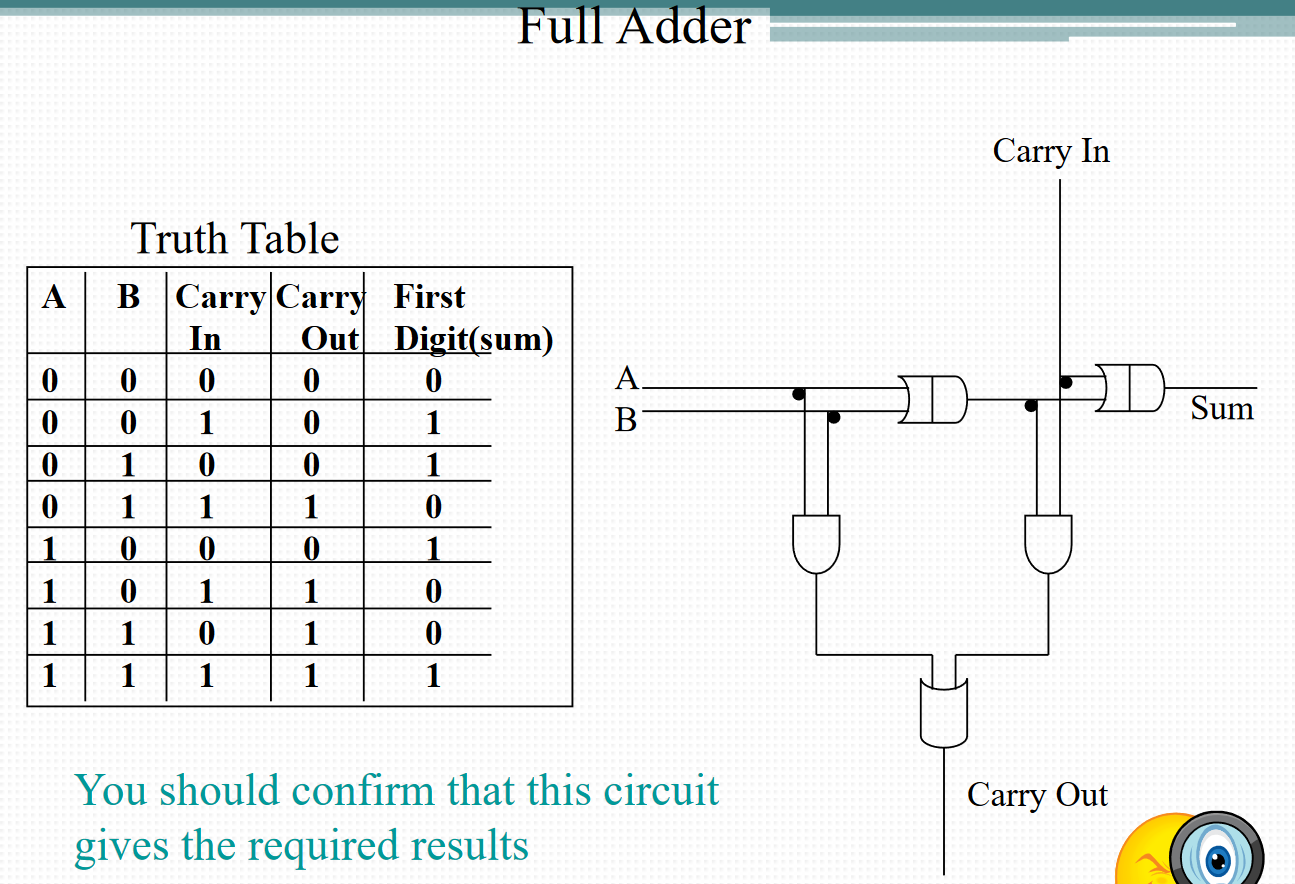 Full Adder
Truth Table
A B Carry Carry First
In Out Digit(sum)
0 0 0 0 0
0 0 1 0 1
0 1 0 0 1
0 1 1 1 0
1 0 0 0 1
1 0 1 1 0
1 1 0 1 0
1 1 1 1 1
Carry In
A
B
Sum
Carry Out
You should confirm that this circuit
gives the required results